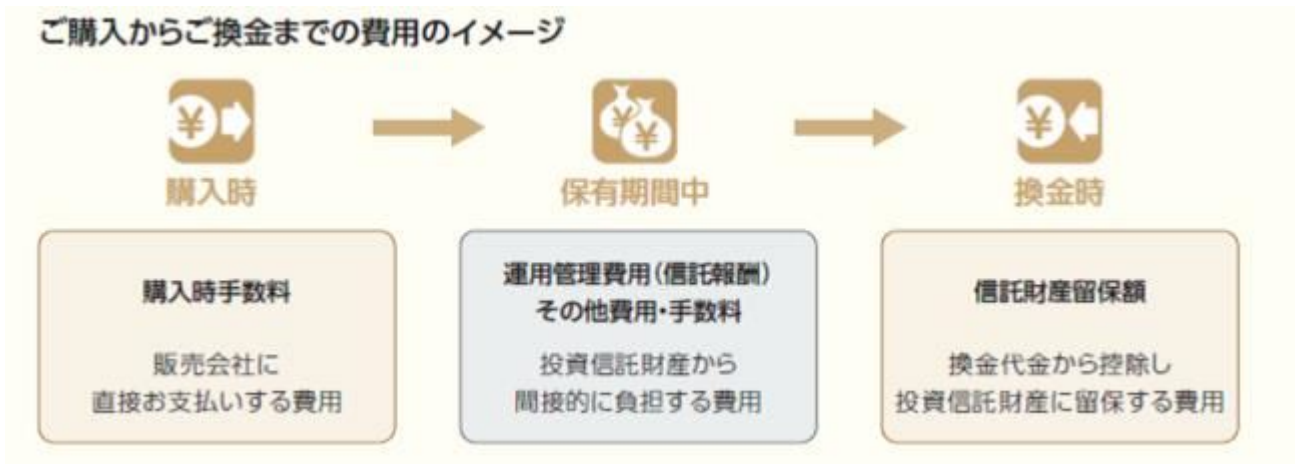 ご購入からご換金までの費用のイメージ
購入時
保有期間中
換金時
購入時手数料
販売会社に
直接お支払いする費用
運用管理費用(信託報酬)
その他費用・手数料
投資信託財産から
間接的に負担する費用
信託財産留保額
換金代金から控除し
投資信託財産に留保する費用